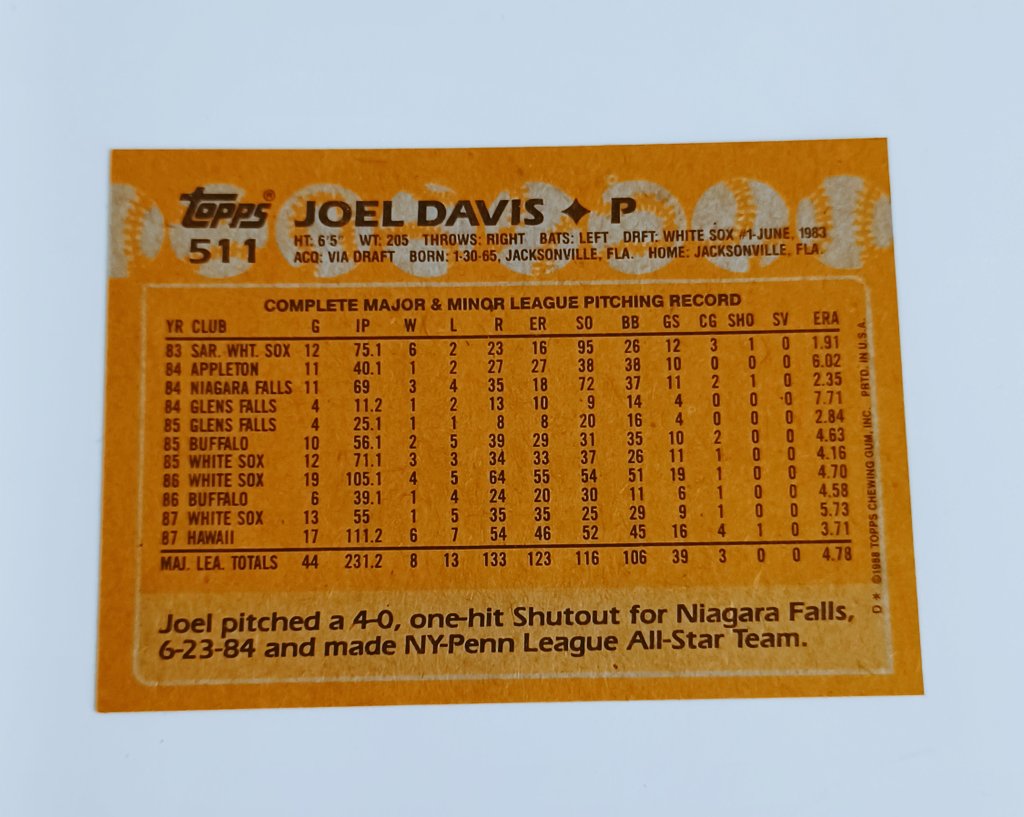 Topps® JOEL DAVIS ✦ P
511 HT: 6'5" WT: 205 THROWS: RIGHT BATS: LEFT DRFT: WHITE SOX #1-JUNE, 1983
ACQ: VIA DRAFT BORN: 1-30-65, JACKSONVILLE, FLA. HOME: JACKSONVILLE, FLA.
COMPLETE MAJOR & MINOR LEAGUE PITCHING RECORD
YR CLUB G IP W L R ER SO BB GS CG SHO SV ERA
83 SAR. WHT. SOX 12 75.1 6 2 23 16 95 26 12 3 1 0 1.91
84 APPLETON 11 40.1 1 2 27 27 38 38 10 0 0 0 6.02
84 NIAGARA FALLS 11 69 3 4 35 18 72 37 11 2 1 0 2.35
84 GLENS FALLS 4 11.2 1 2 13 10 9 14 4 0 0 0 7.71
85 GLENS FALLS 4 25.1 1 1 8 8 20 16 4 0 0 0 2.84
85 BUFFALO 10 56.1 2 5 39 29 31 35 10 2 0 0 4.63
85 WHITE SOX 12 71.1 3 3 34 33 37 26 11 1 0 0 4.16
86 WHITE SOX 19 105.1 4 5 64 55 54 51 19 1 0 0 4.70
86 BUFFALO 6 39.1 1 4 24 20 30 11 6 1 0 0 4.58
87 WHITE SOX 13 55 1 5 35 35 25 29 9 1 0 0 5.73
87 HAWAII 17 111.2 6 7 54 46 52 45 16 4 1 0 3.71
MAJ. LEA. TOTALS 44 231.2 8 13 133 123 116 106 39 3 0 0 4.78
Joel pitched a 4-0, one-hit Shutout for Niagara Falls,
6-23-84 and made NY-Penn League All-Star Team.
D * ©1988 TOPPS CHEWING GUM, INC. PRTD. IN U.S.A.